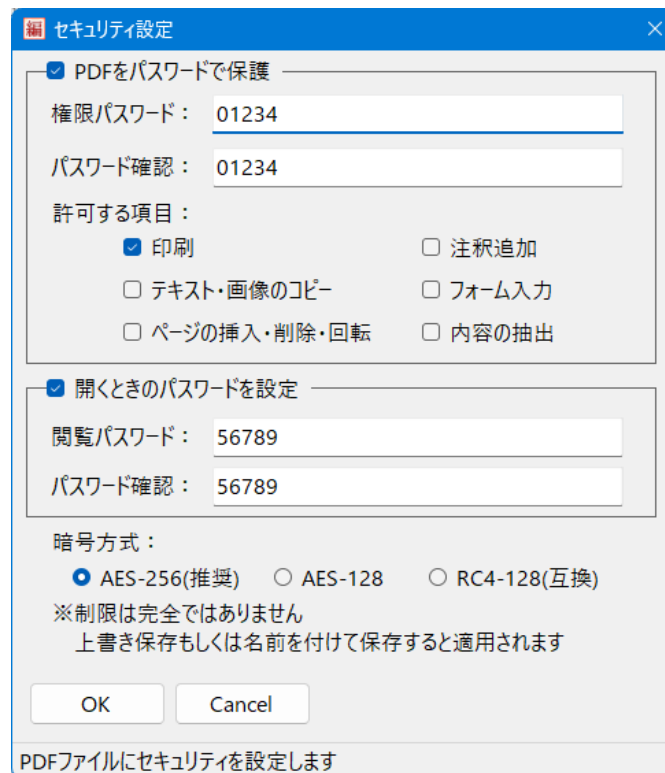 編 セキュリティ設定
PDFをパスワードで保護
権限パスワード： 01234
パスワード確認： 01234
許可する項目：
印刷 注釈追加
テキスト・画像のコピー フォーム入力
ページの挿入・削除・回転 内容の抽出
開くときのパスワードを設定
閲覧パスワード： 56789
パスワード確認： 56789
暗号方式：
AES-256(推奨) AES-128 RC4-128(互換)
※制限は完全ではありません
上書き保存もしくは名前を付けて保存すると適用されます
OK Cancel
PDFファイルにセキュリティを設定します